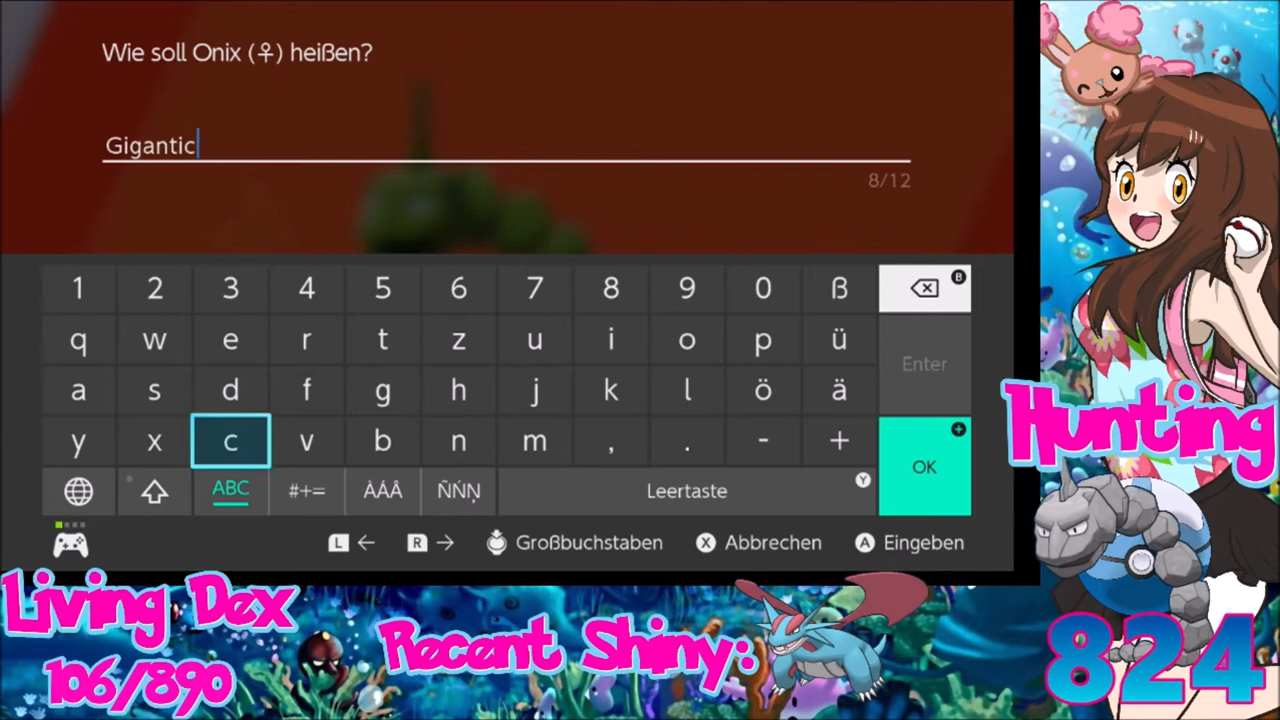 Wie soll Onix (♀) heißen?
Gigantic
8/12
1 2 3 4 5 6 7 8 9 0 ß B
q w e r t z u i o p ü Enter
a s d f g h j k l ö ä
y x c v b n m , . - + OK
ABC #+= ÀÁÂ ÑŃŅ Leertaste Y
L ← R → Großbuchstaben X Abbrechen A Eingeben
Hunting
824
Living Dex
106/890
Recent Shiny: